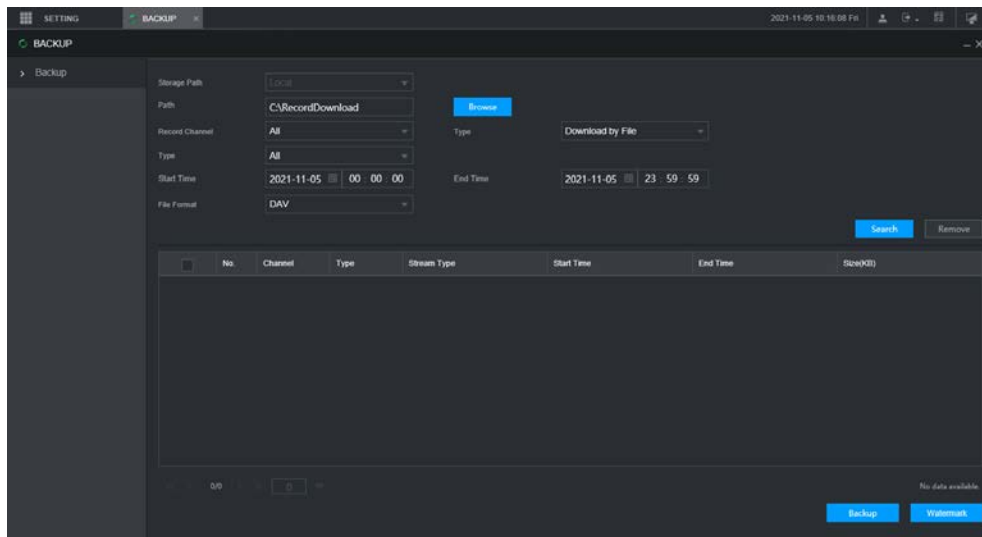 SETTING BACKUP × 2021-11-05 10:16:08 Fri
BACKUP
Backup
Storage Path Local
Path C:\RecordDownload Browse
Record Channel All Type Download by File
Type All
Start Time 2021-11-05 00 : 00 : 00 End Time 2021-11-05 23 : 59 : 59
File Format DAV
Search Remove
No. Channel Type Stream Type Start Time End Time Size(KB)
0/0 0 No data available
Backup Watermark